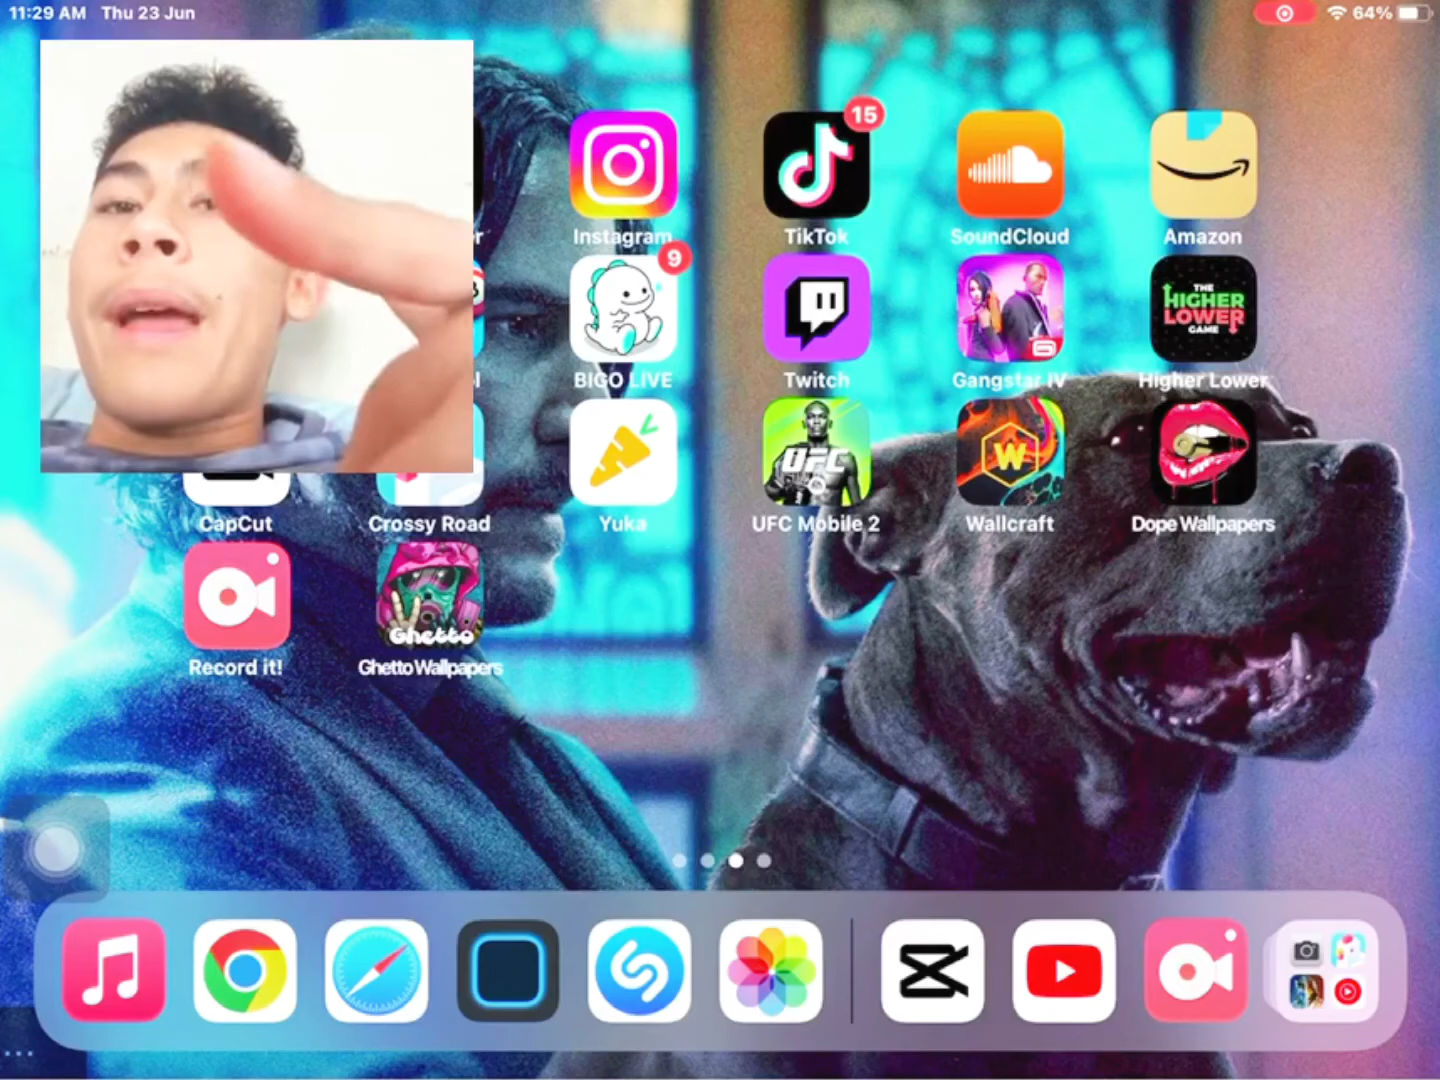 11:29 AM Thu 23 Jun
64%
15
Instagram
TikTok
SoundCloud
Amazon
9
THE
HIGHER
LOWER
GAME
BIGO LIVE
Twitch
Gangstar IV
Higher Lower
UFC
W
CapCut
Crossy Road
Yuka
UFC Mobile 2
Wallcraft
Dope Wallpapers
Ghetto
Record it!
Ghetto Wallpapers